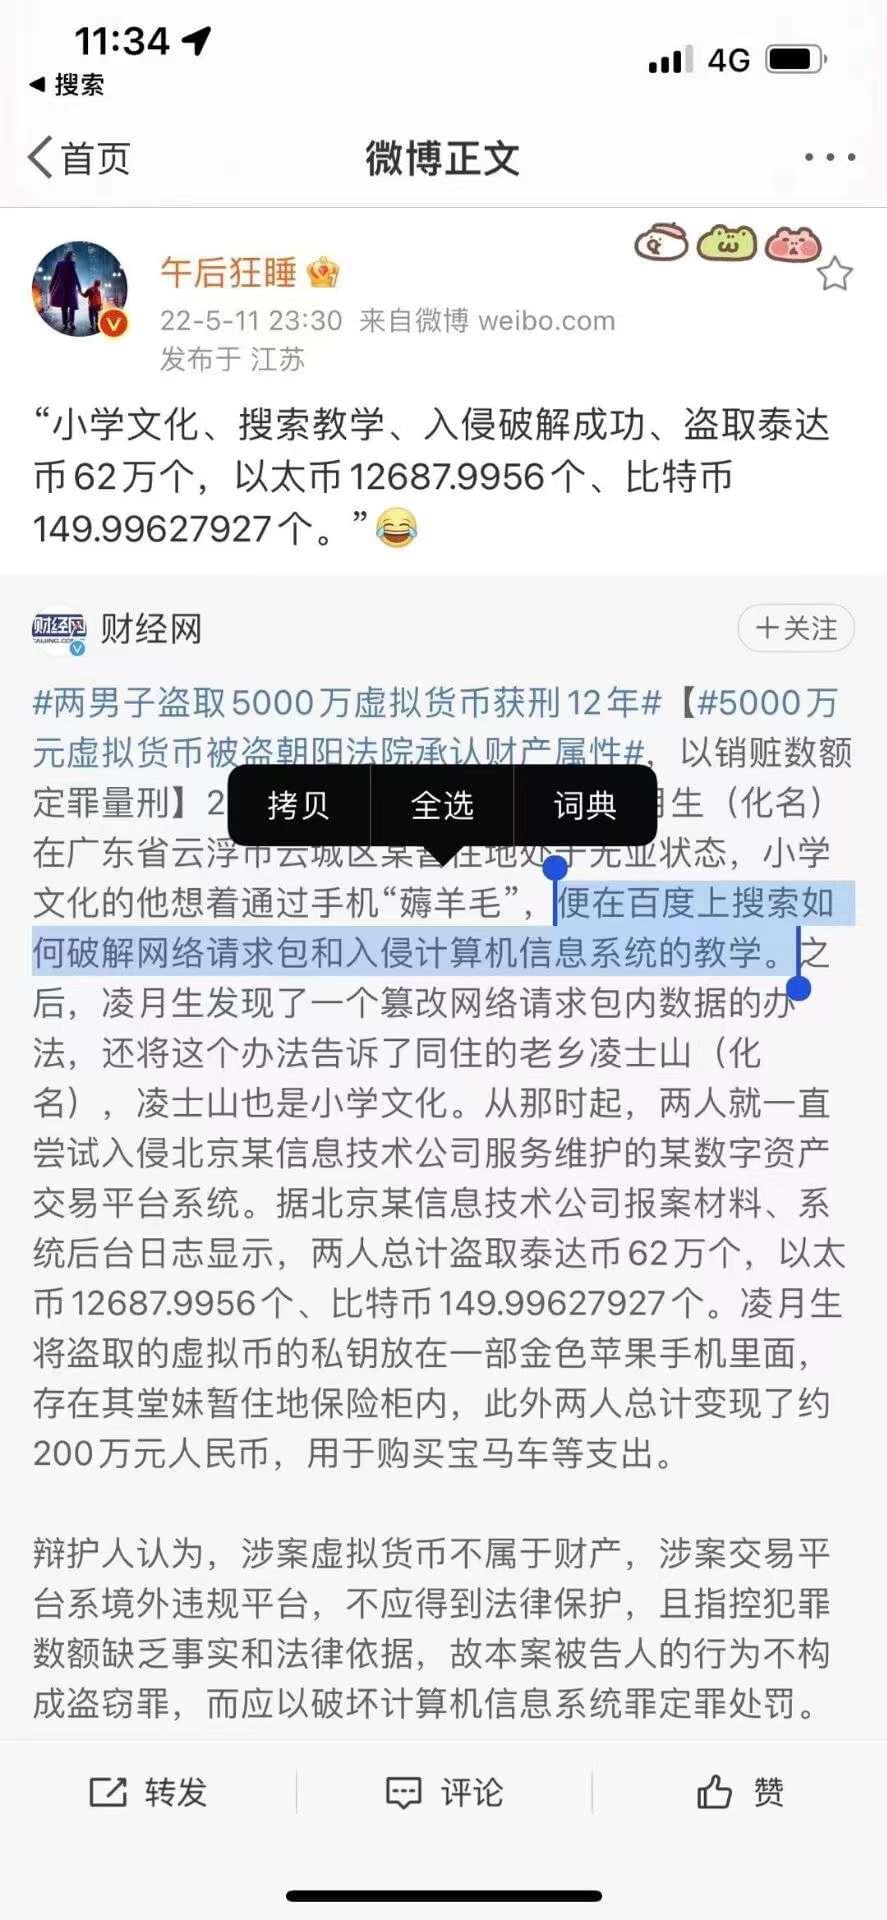 11:34
4G
搜索
首页
微博正文
午后狂睡
22-5-11 23:30 来自微博 weibo.com
发布于 江苏
“小学文化、搜索教学、入侵破解成功、盗取泰达
币62万个，以太币12687.9956个、比特币
149.99627927个。”😂
财经网
+关注
#两男子盗取5000万虚拟货币获刑12年#【#5000万
元虚拟货币被盗朝阳法院承认财产属性#，以销赃数额
定罪量刑】2
拷贝
全选
词典
月生（化名）
在广东省云浮市云城区某暂住地处于无业状态，小学
文化的他想着通过手机“薅羊毛”，便在百度上搜索如
何破解网络请求包和入侵计算机信息系统的教学。之
后，凌月生发现了一个篡改网络请求包内数据的办
法，还将这个办法告诉了同住的老乡凌士山（化
名），凌士山也是小学文化。从那时起，两人就一直
尝试入侵北京某信息技术公司服务维护的某数字资产
交易平台系统。据北京某信息技术公司报案材料、系
统后台日志显示，两人总计盗取泰达币62万个，以太
币12687.9956个、比特币149.99627927个。凌月生
将盗取的虚拟币的私钥放在一部金色苹果手机里面，
存在其堂妹暂住地保险柜内，此外两人总计变现了约
200万元人民币，用于购买宝马车等支出。
辩护人认为，涉案虚拟货币不属于财产，涉案交易平
台系境外违规平台，不应得到法律保护，且指控犯罪
数额缺乏事实和法律依据，故本案被告人的行为不构
成盗窃罪，而应以破坏计算机信息系统罪定罪处罚。
转发
评论
赞